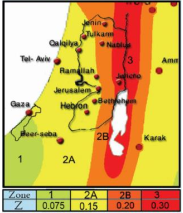 Jenin
Tulkarm
Nablus
3
Qalqilya
Tel- Aviv
Ramallah
Amm
Jericho
Jerusalem
Bethlehem
Gaza
Hebron
2B
Beer-seba
Karak
1
2A
Zone 1 2A 2B 3
Z 0.075 0.15 0.20 0.30